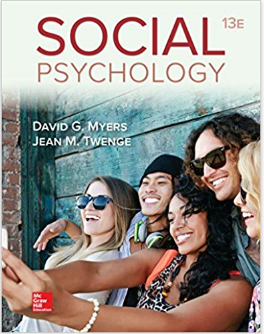 SOCIAL
13E
PSYCHOLOGY
DAVID G. MYERS
JEAN M. TWENGE
Mc
Graw
Hill
Education